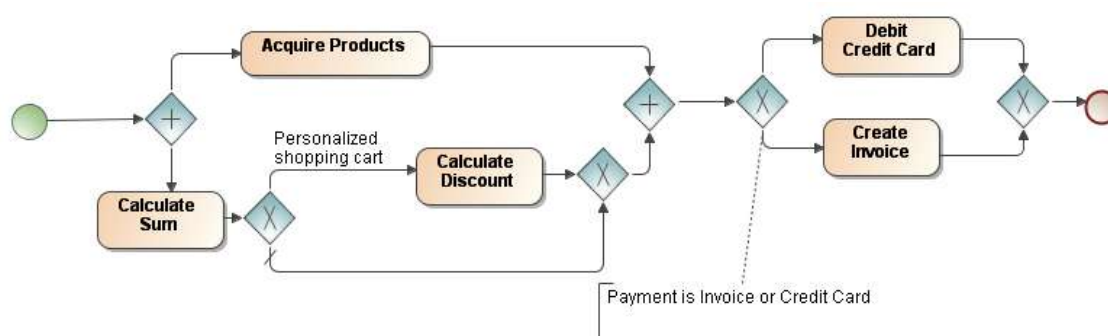 Acquire Products
Debit
Credit Card
Personalized
shopping cart
Calculate
Discount
Create
Invoice
Calculate
Sum
Payment is Invoice or Credit Card